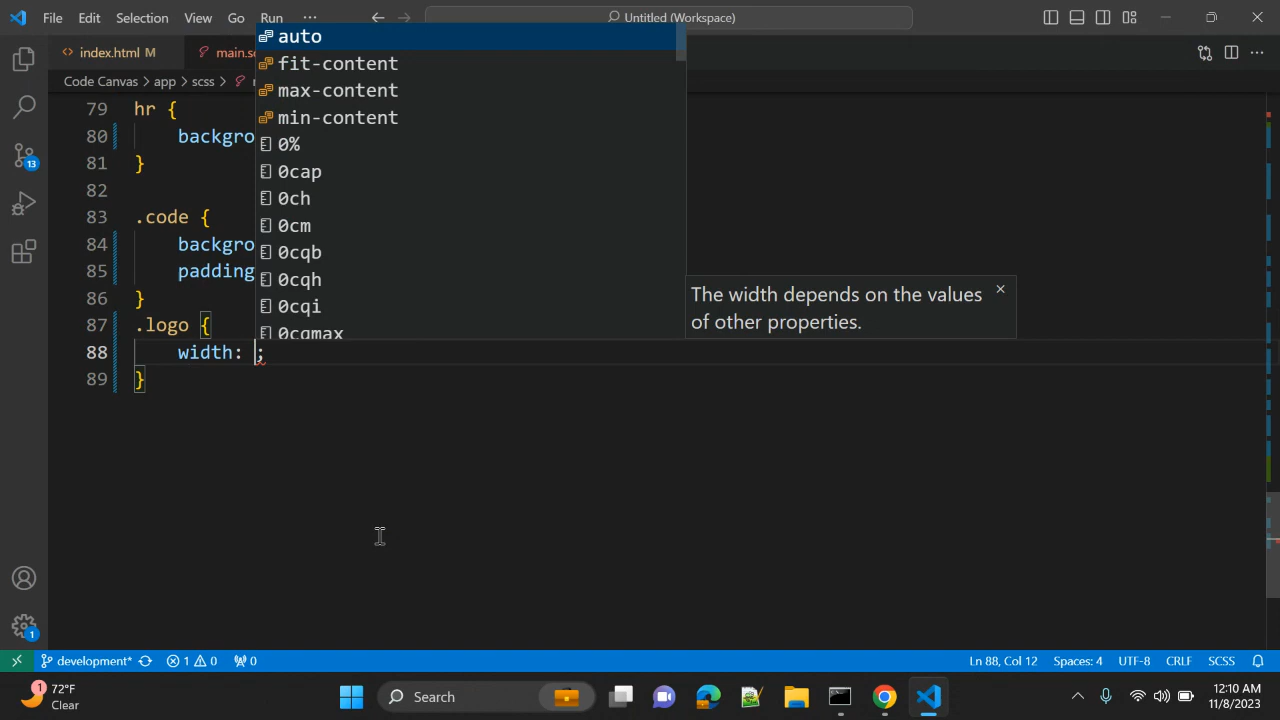 File Edit Selection View Go Run ··· Untitled (Workspace)
index.html M main.sc
Code Canvas > app > scss >
79 hr {
80 backgro
81 }
82
83 .code {
84 backgro
85 padding
86 }
87 .logo {
88 width: ;
89 }
auto
fit-content
max-content
min-content
0%
0cap
0ch
0cm
0cqb
0cqh
0cqi
0cqmax
The width depends on the values
of other properties.
13
1
development* 1 0 0 Ln 88, Col 12 Spaces: 4 UTF-8 CRLF SCSS
1 72°F
Clear
Search
12:10 AM
11/8/2023